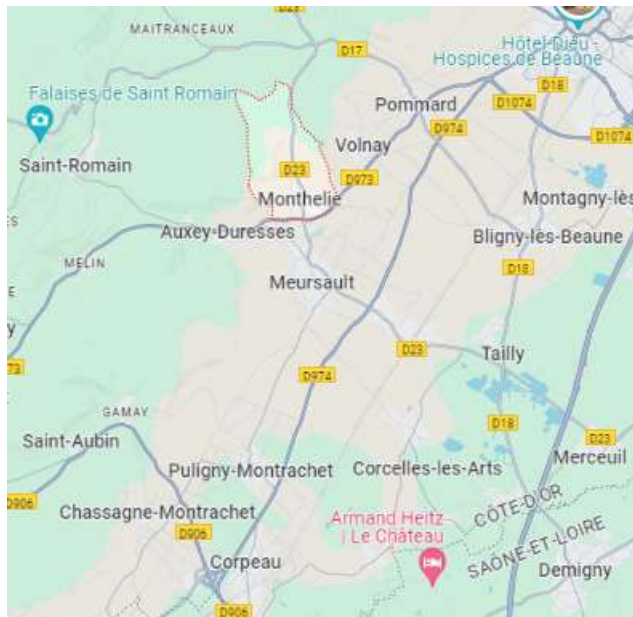 D23
MAITRANCEAUX
D17
Hôtel-Dieu -
Hospices de Beaune
D18
Falaises de Saint Romain
Pommard
D1074
D974
D1074
Volnay
Saint-Romain
D23
D973
Monthelie
Montagny-lès
Auxey-Duresses
Bligny-lès-Beaune
MELIN
D18
Meursault
y
D23
Tailly
D974
73
GAMAY
D18
Saint-Aubin
D23
Merceuil
Puligny-Montrachet
Corcelles-les-Arts
D906
CÔTE-D'OR
Chassagne-Montrachet
Armand Heitz
| Le Château
D906
SAÔNE-ET-LOIRE
Corpeau
Demigny
D906